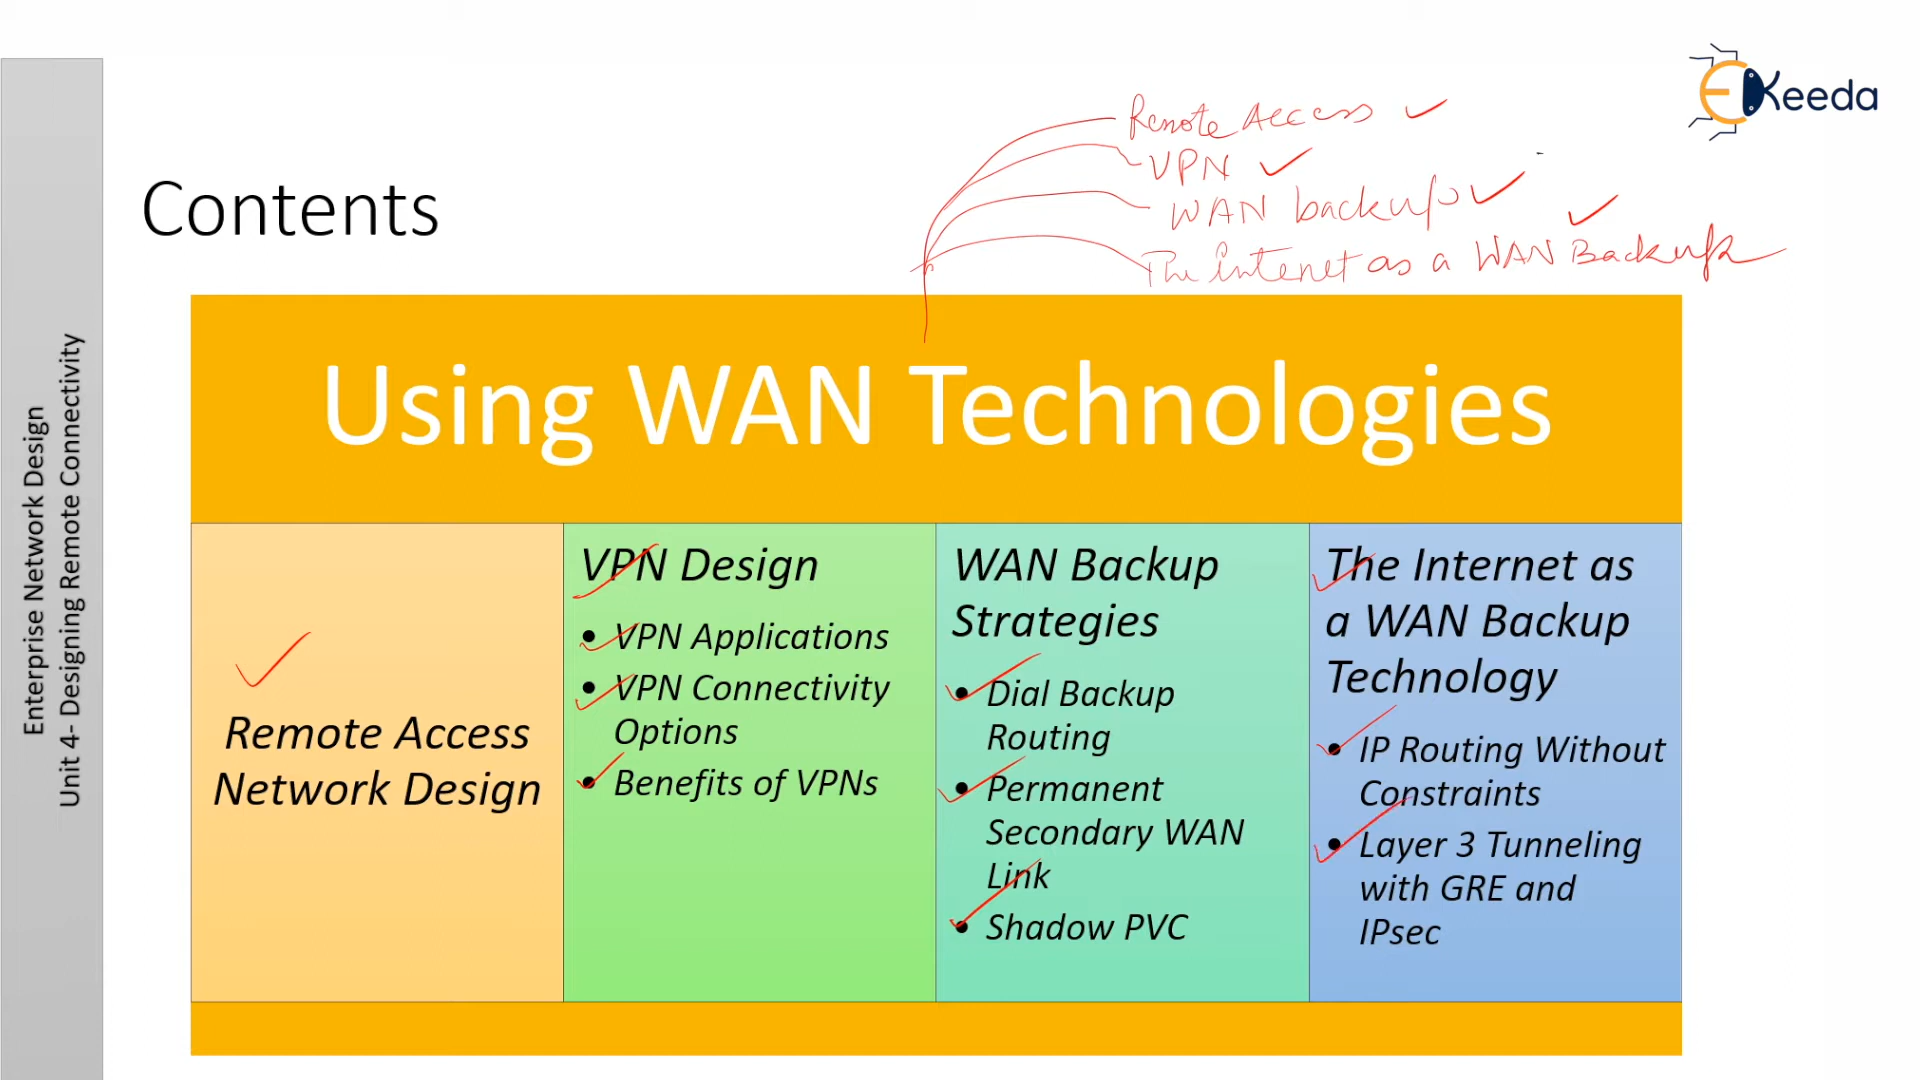 EKeeda
Remote Access
VPN
WAN backup
The Internet as a WAN Backup
Contents
Enterprise Network Design
Unit 4- Designing Remote Connectivity
Using WAN Technologies
Remote Access
Network Design
VPN Design
• VPN Applications
• VPN Connectivity
Options
• Benefits of VPNs
WAN Backup
Strategies
• Dial Backup
Routing
• Permanent
Secondary WAN
Link
• Shadow PVC
The Internet as
a WAN Backup
Technology
• IP Routing Without
Constraints
• Layer 3 Tunneling
with GRE and
IPsec